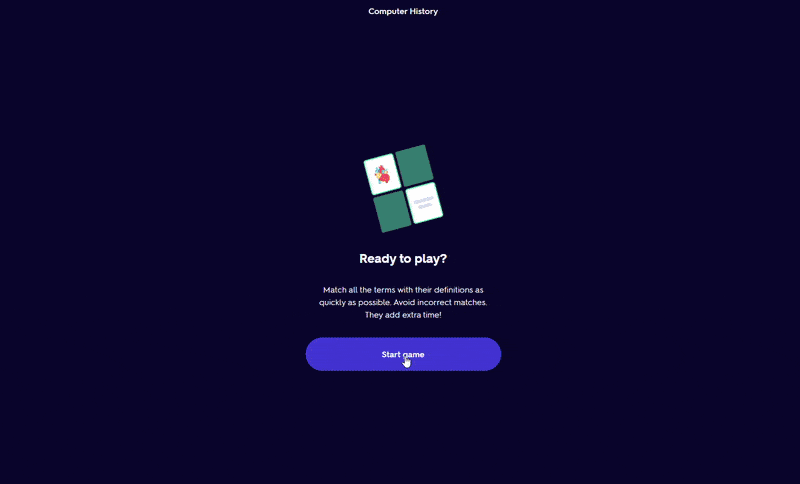 Computer History
Ready to play?
Match all the terms with their definitions as
quickly as possible. Avoid incorrect matches.
They add extra time!
Start game